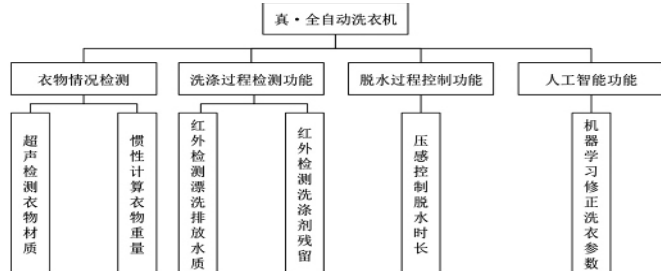 真·全自动洗衣机
衣物情况检测
洗涤过程检测功能
脱水过程控制功能
人工智能功能
超声检测衣物材质
惯性计算衣物重量
红外检测漂洗排放水质
红外检测洗涤剂残留
压感控制脱水时长
机器学习修正洗衣参数